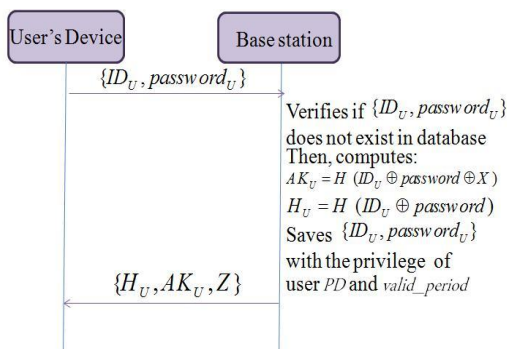 User's Device
Base station
{ID_U, password_U}
Verifies if {ID_U, password_U}
does not exist in database
Then, computes:
AK_U = H (ID_U ⊕ password ⊕ X)
H_U = H (ID_U ⊕ password)
Saves {ID_U, password_U}
with the privilege of
user PD and valid_period
{H_U, AK_U, Z}